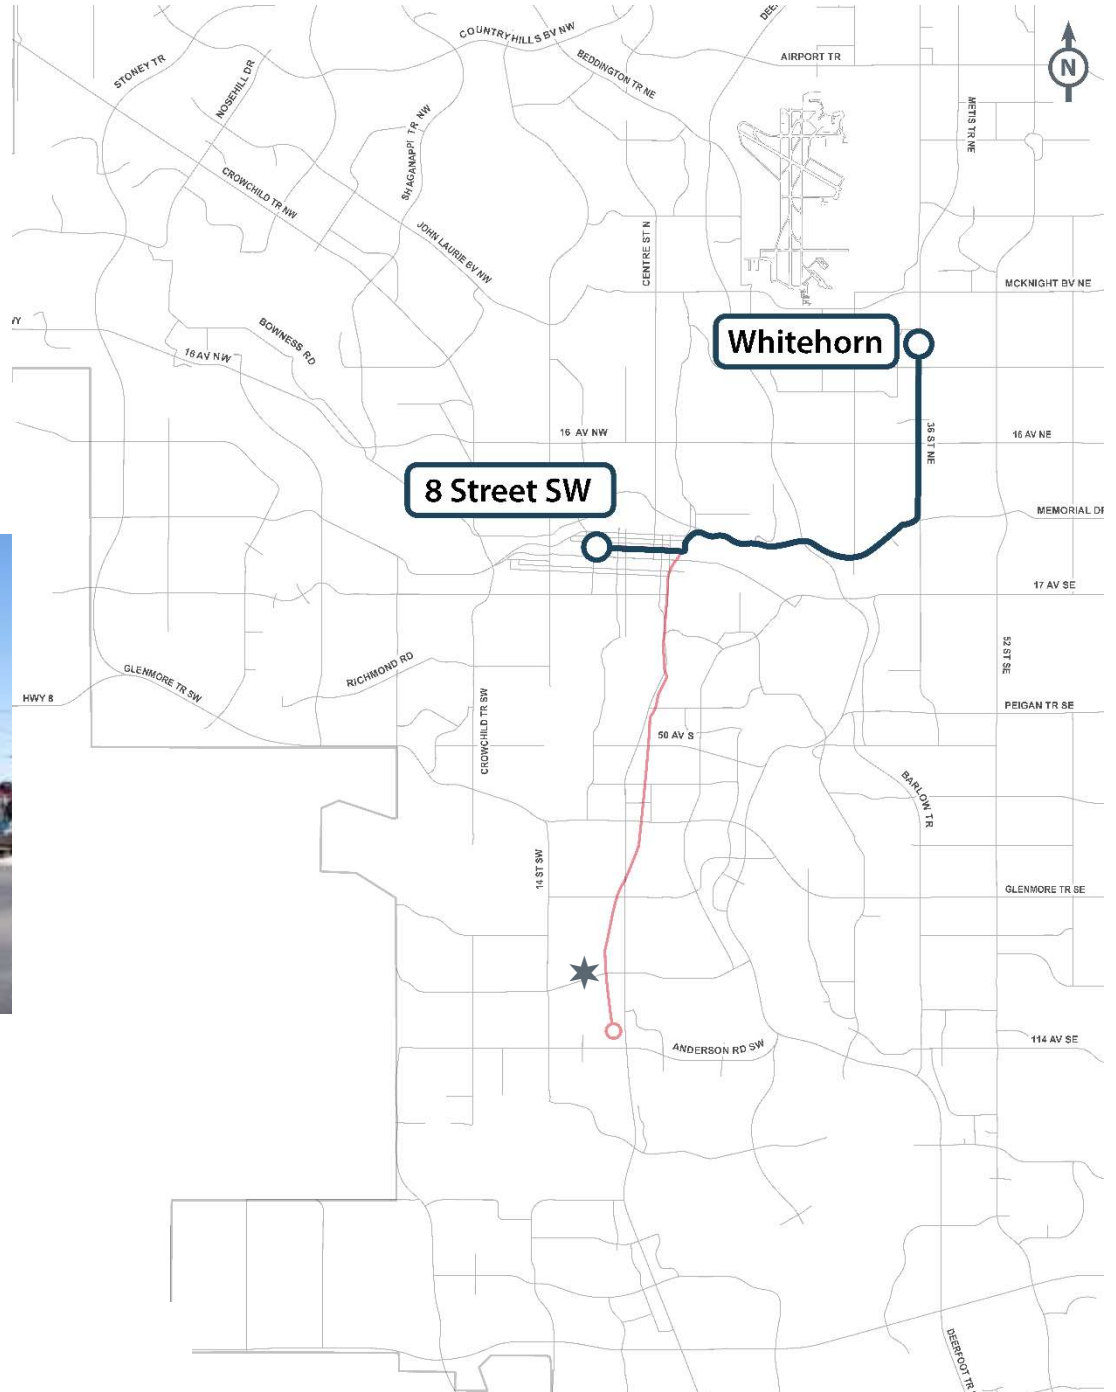 COUNTRYHILLS BV NW
AIRPORT TR
STONEY TR
NOSEHILL DR
BEDDINGTON TR NE
N
METIS TR NE
SHAGANAPPI TR NW
CROWCHILD TR NW
JOHN LAURIE BV NW
CENTRE ST N
MCKNIGHT BV NE
BOWNESS RD
Whitehorn
16 AV NW
16 AV NW
36 ST NE
16 AV NE
8 Street SW
MEMORIAL DR
17 AV SE
GLENMORE TR SW
RICHMOND RD
52 ST SE
HWY 8
CROWCHILD TR SW
50 AV S
PEIGAN TR SE
BARLOW TR
14 ST SW
GLENMORE TR SE
ANDERSON RD SW
114 AV SE
DEERFOOT TR